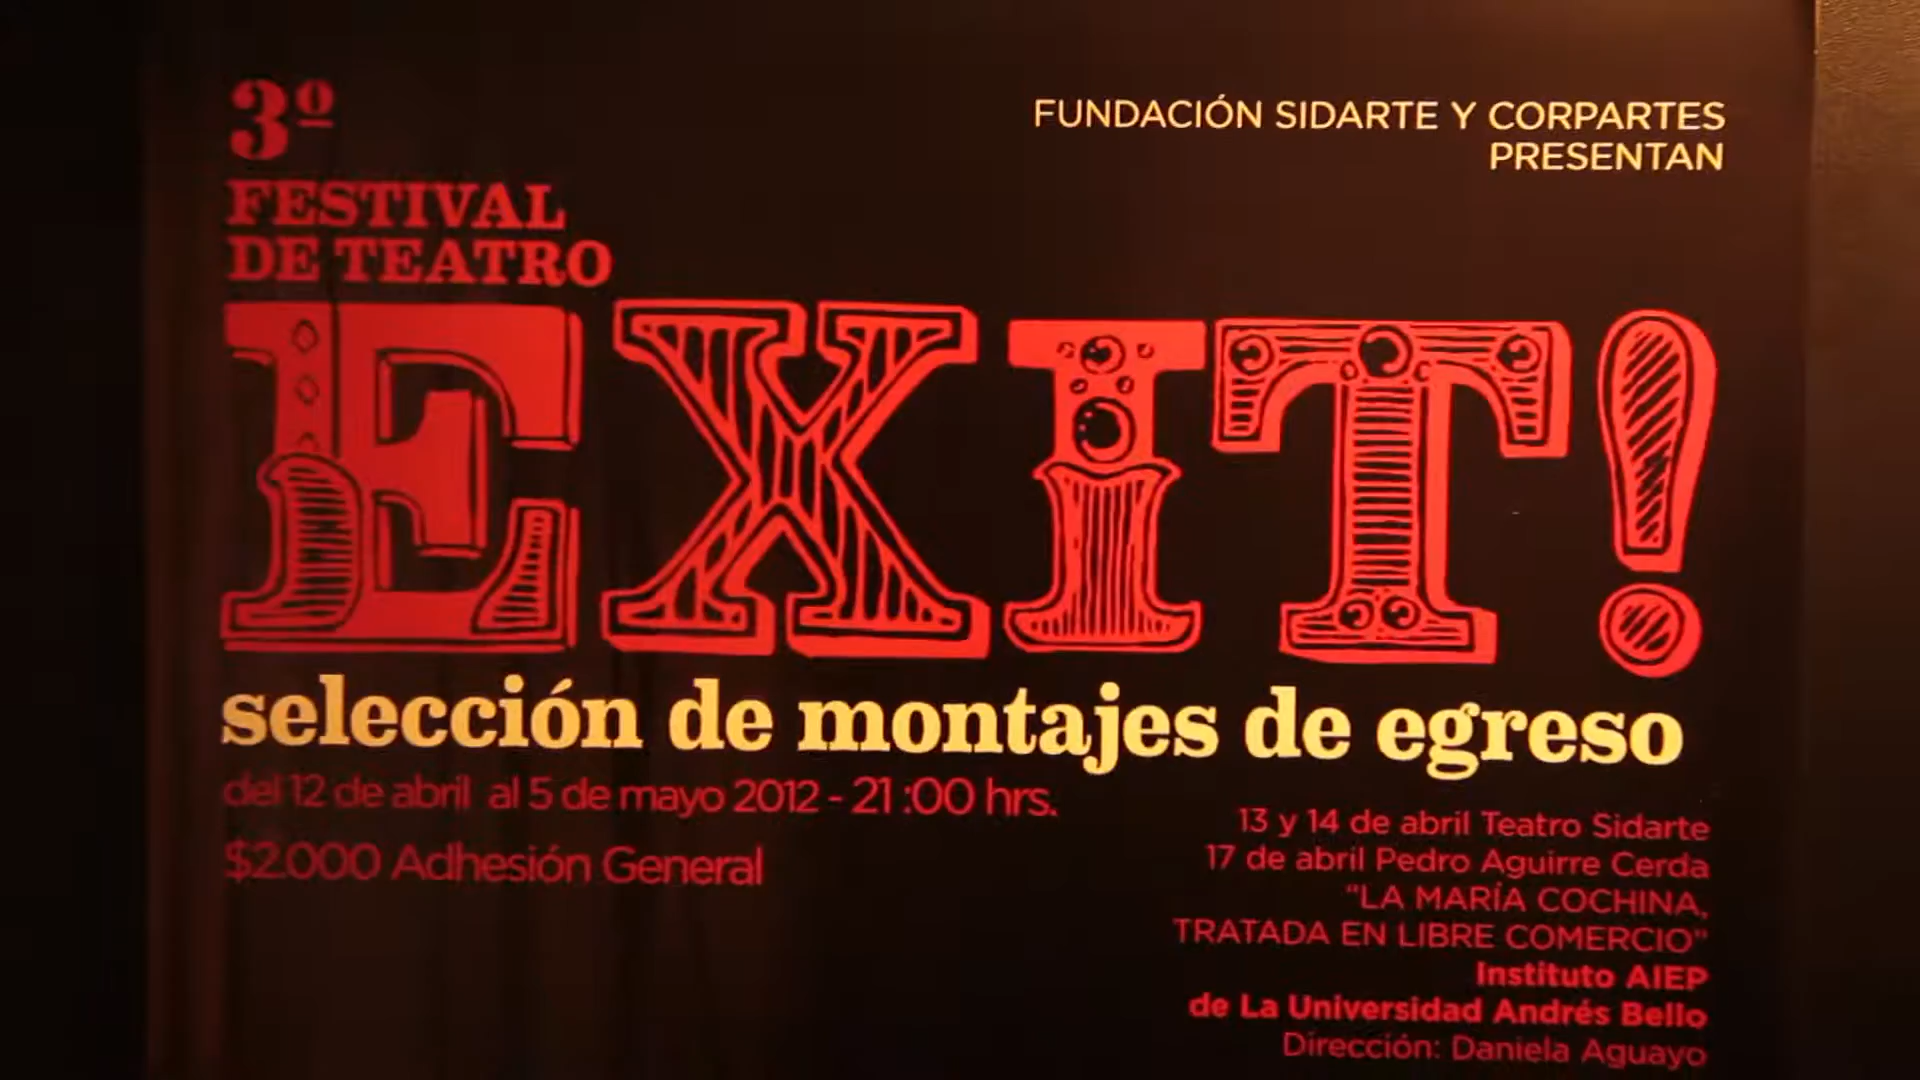 3º
FESTIVAL
DE TEATRO
FUNDACIÓN SIDARTE Y CORPARTES
PRESENTAN
EXIT!
selección de montajes de egreso
del 12 de abril al 5 de mayo 2012 - 21:00 hrs.
$2.000 Adhesión General
13 y 14 de abril Teatro Sidarte
17 de abril Pedro Aguirre Cerda
"LA MARÍA COCHINA,
TRATADA EN LIBRE COMERCIO"
Instituto AIEP
de La Universidad Andrés Bello
Dirección: Daniela Aguayo